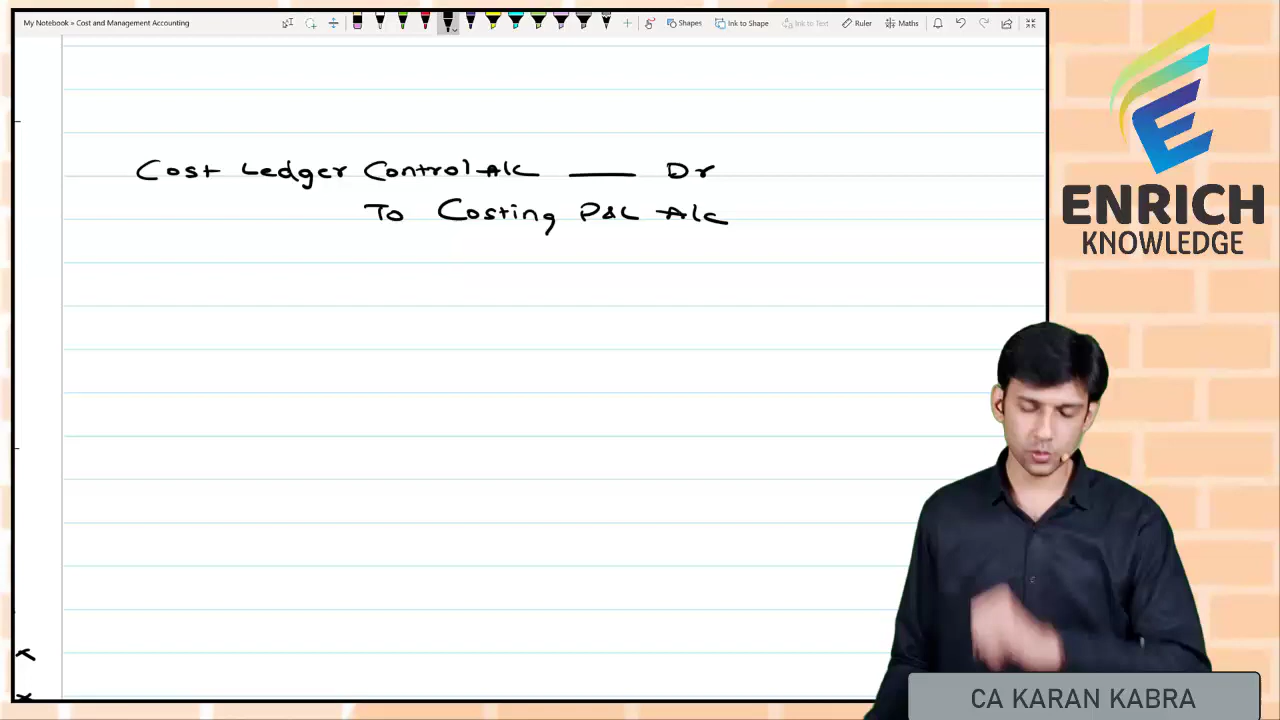 My Notebook » Cost and Management Accounting
Shapes
Ink to Shape
Ink to Text
Ruler
Maths
Cost Ledger Control A/c —— Dr
To Costing P&L A/c
ENRICH
KNOWLEDGE
CA KARAN KABRA